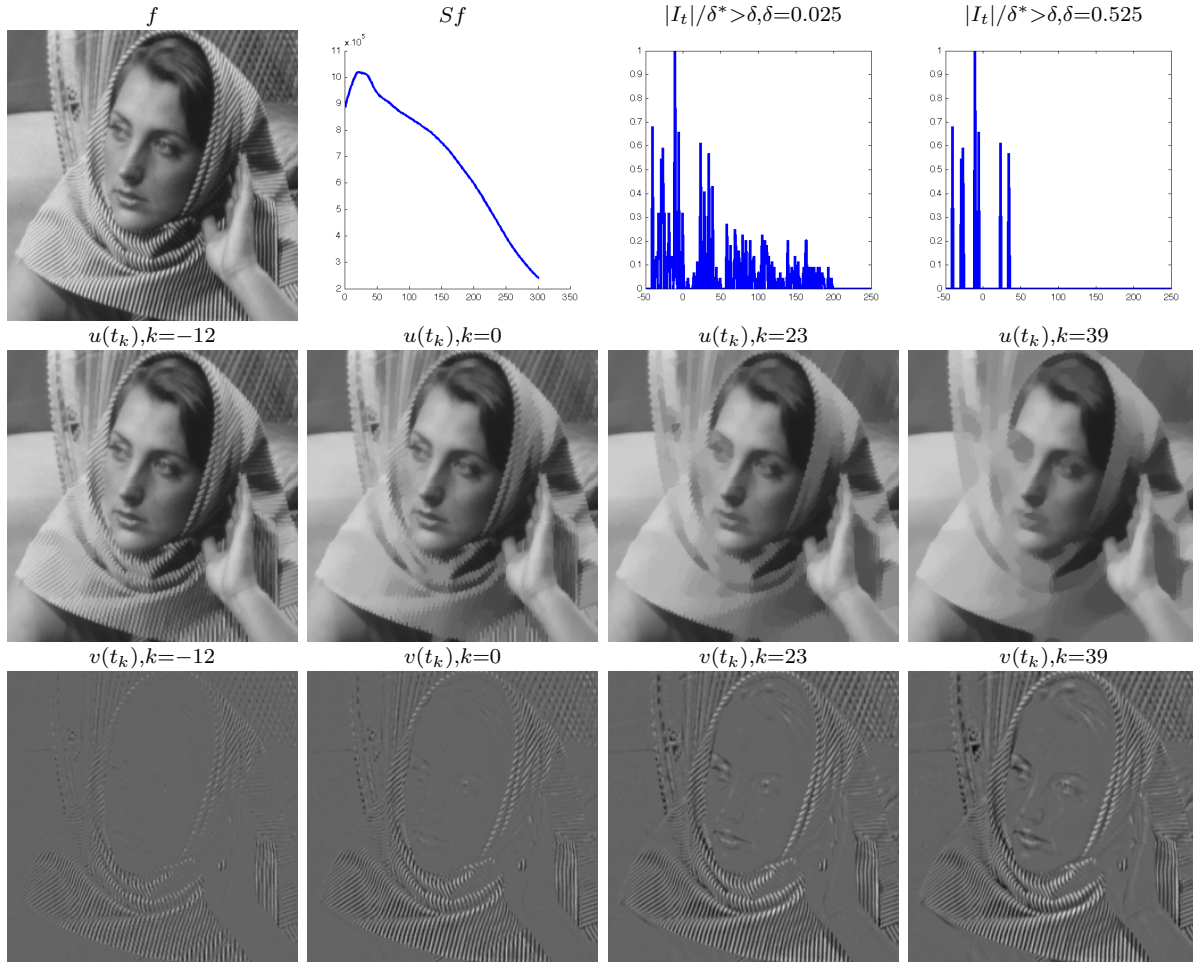 f
Sf
|I_t|/δ*>δ,δ=0.025
|I_t|/δ*>δ,δ=0.525
× 10^5
11
10
9
8
7
6
5
4
3
2
0 50 100 150 200 250 300 350
1
0.9
0.8
0.7
0.6
0.5
0.4
0.3
0.2
0.1
0
-50 0 50 100 150 200 250
1
0.9
0.8
0.7
0.6
0.5
0.4
0.3
0.2
0.1
0
-50 0 50 100 150 200 250
u(t_k),k=−12
u(t_k),k=0
u(t_k),k=23
u(t_k),k=39
v(t_k),k=−12
v(t_k),k=0
v(t_k),k=23
v(t_k),k=39